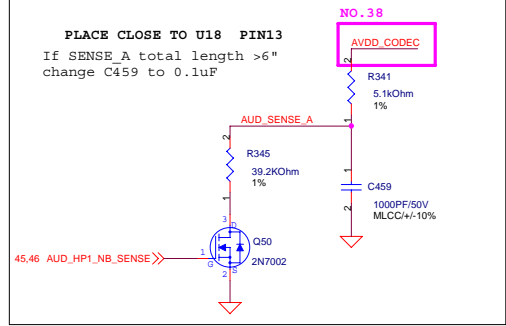 NO.38
PLACE CLOSE TO U18 PIN13
If SENSE_A total length >6"
change C459 to 0.1uF
AVDD_CODEC
2
R341
5.1kOhm
1%
1
AUD_SENSE_A
2
R345
39.2KOhm
1%
1
1
C459
1000PF/50V
MLCC/+/-10%
2
3
D
Q50
2N7002
45,46 AUD_HP1_NB_SENSE
1
G
S
2